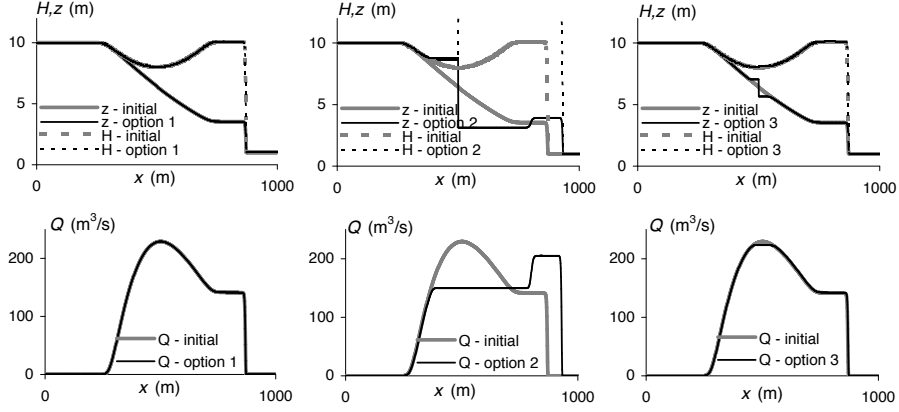 H,z (m)
10
5
0
z - initial
z - option 1
H - initial
H - option 1
0
x (m)
1000
H,z (m)
10
5
0
z - initial
z - option 2
H - initial
H - option 2
0
x (m)
1000
H,z (m)
10
5
0
z - initial
z - option 3
H - initial
H - option 3
0
x (m)
1000
Q (m³/s)
200
100
0
Q - initial
Q - option 1
0
x (m)
1000
Q (m³/s)
200
100
0
Q - initial
Q - option 2
0
x (m)
1000
Q (m³/s)
200
100
0
Q - initial
Q - option 3
0
x (m)
1000